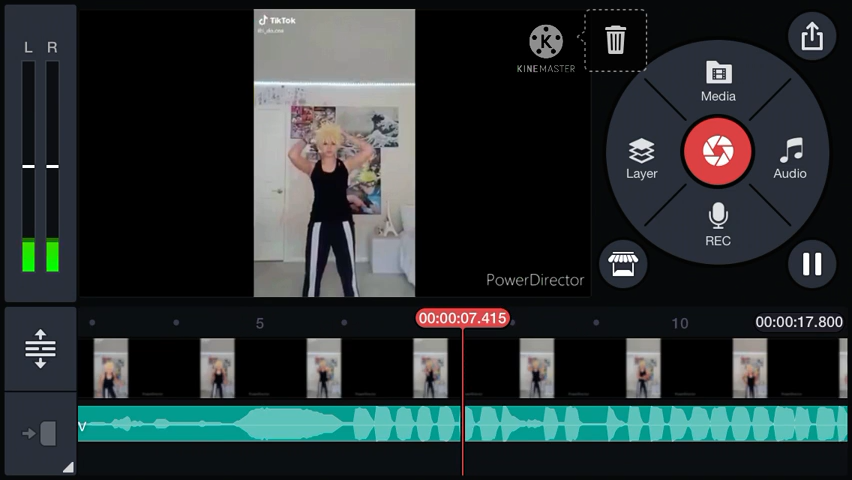 L R
TikTok
KINEMASTER
Media
Layer
Audio
REC
PowerDirector
5
00:00:07.415
10
00:00:17.800
V